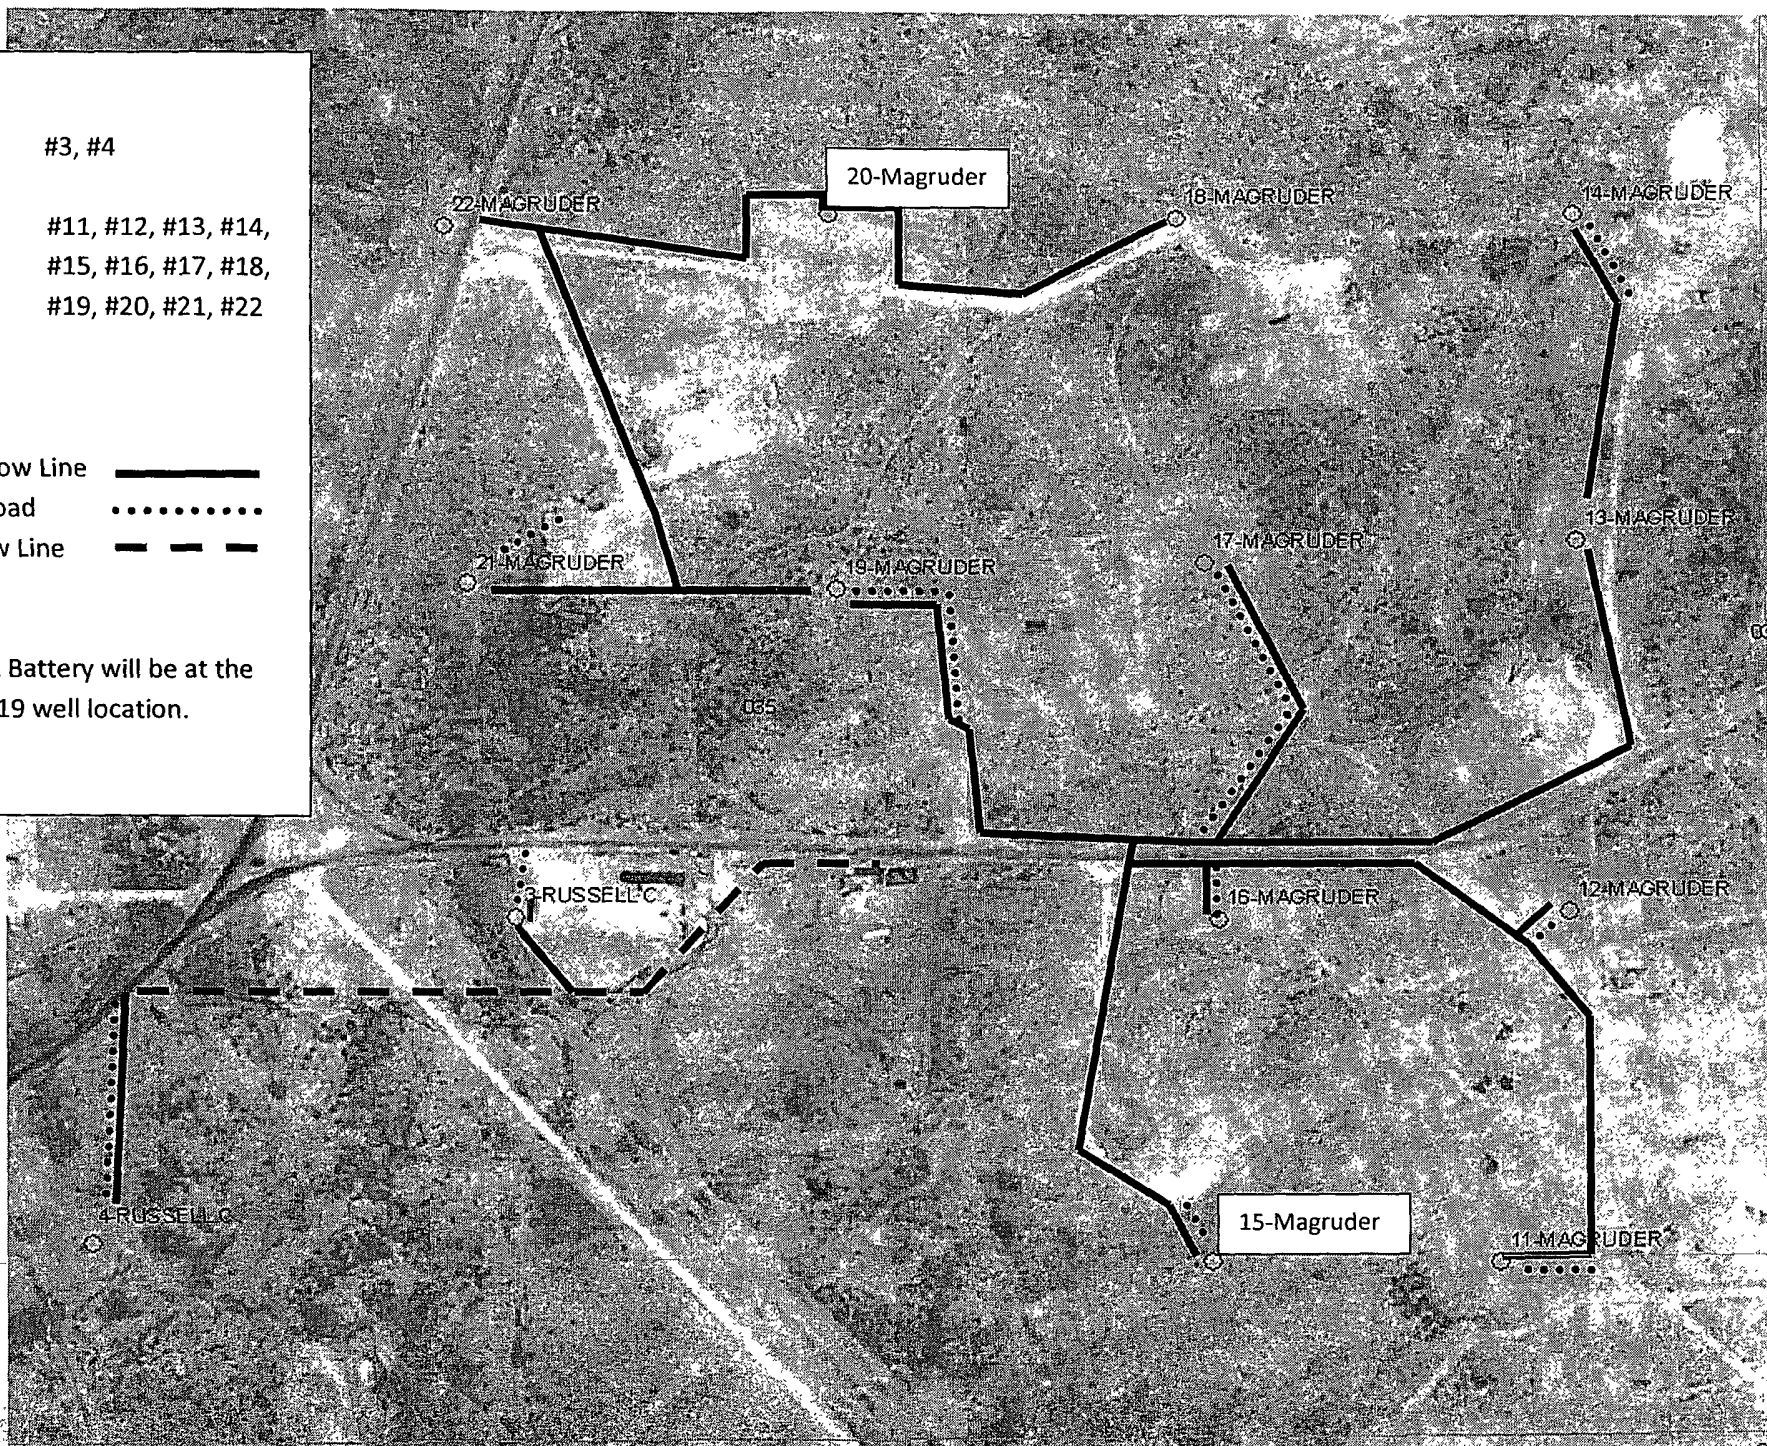 #3, #4
#11, #12, #13, #14,
#15, #16, #17, #18,
#19, #20, #21, #22
ow Line
oad
w Line
Battery will be at the
19 well location.
20-Magruder
22-MAGRUDER
18-MAGRUDER
14-MAGRUDER
13-MAGRUDER
17-MAGRUDER
21-MAGRUDER
19-MAGRUDER
035
3-RUSSELL C
16-MAGRUDER
12-MAGRUDER
4-RUSSELL C
15-Magruder
11-MAGRUDER